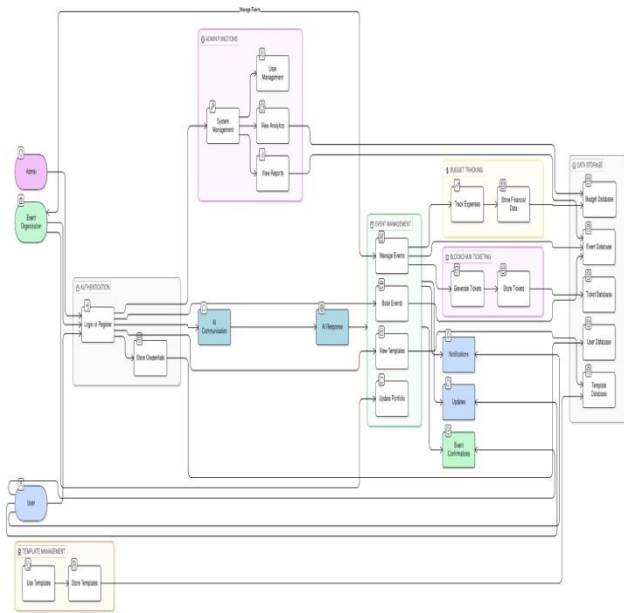 Manage Events
ADMIN FUNCTIONS
User
Management
System
Management
View Analytics
View Reports
Admin
Event
Organization
AUTHENTICATION
Login or Register
Store Credentials
AI
Communication
AI Response
EVENT MANAGEMENT
Manage Events
Book Events
View Templates
Update Portfolio
BUDGET TRACKING
Track Expenses
Store Financial
Data
BLOCKCHAIN TICKETING
Generate Tickets
Store Tickets
Notifications
Updates
Event
Confirmations
DATA STORAGE
Budget Database
Event Database
Ticket Database
User Database
Template
Database
User
TEMPLATE MANAGEMENT
Use Templates
Store Templates